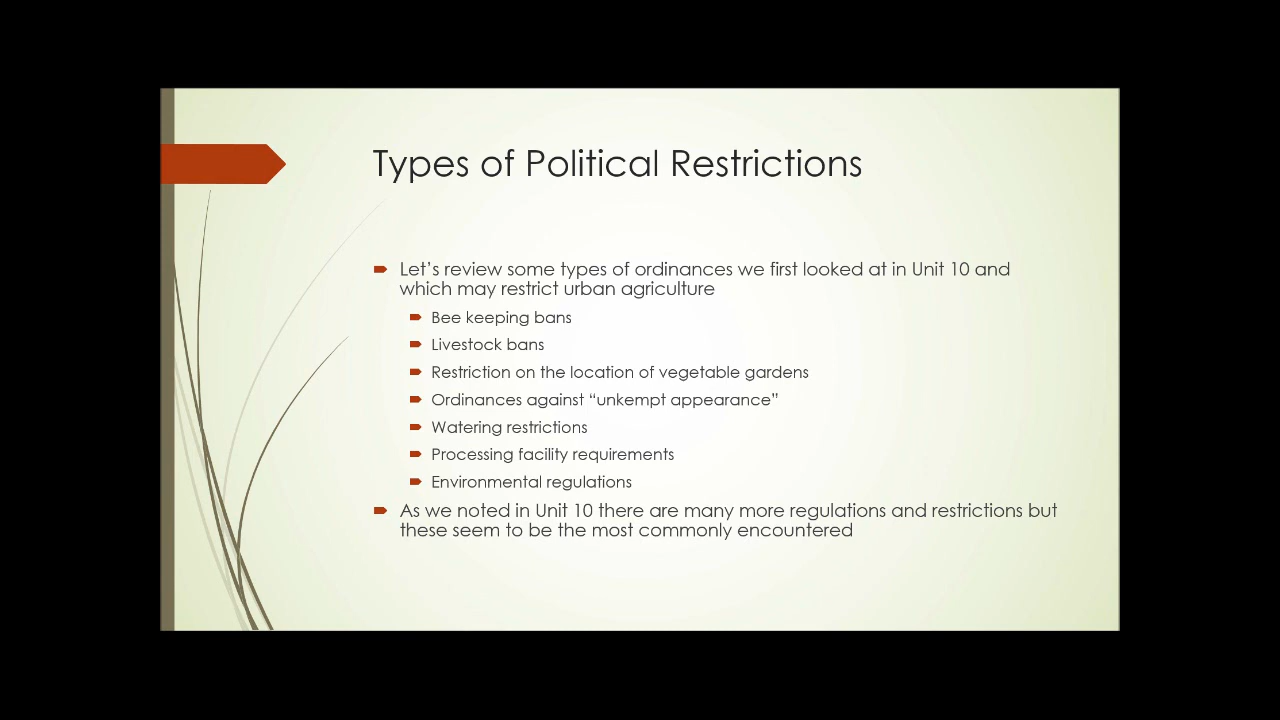 Types of Political Restrictions
Let’s review some types of ordinances we first looked at in Unit 10 and
which may restrict urban agriculture
Bee keeping bans
Livestock bans
Restriction on the location of vegetable gardens
Ordinances against “unkempt appearance”
Watering restrictions
Processing facility requirements
Environmental regulations
As we noted in Unit 10 there are many more regulations and restrictions but
these seem to be the most commonly encountered